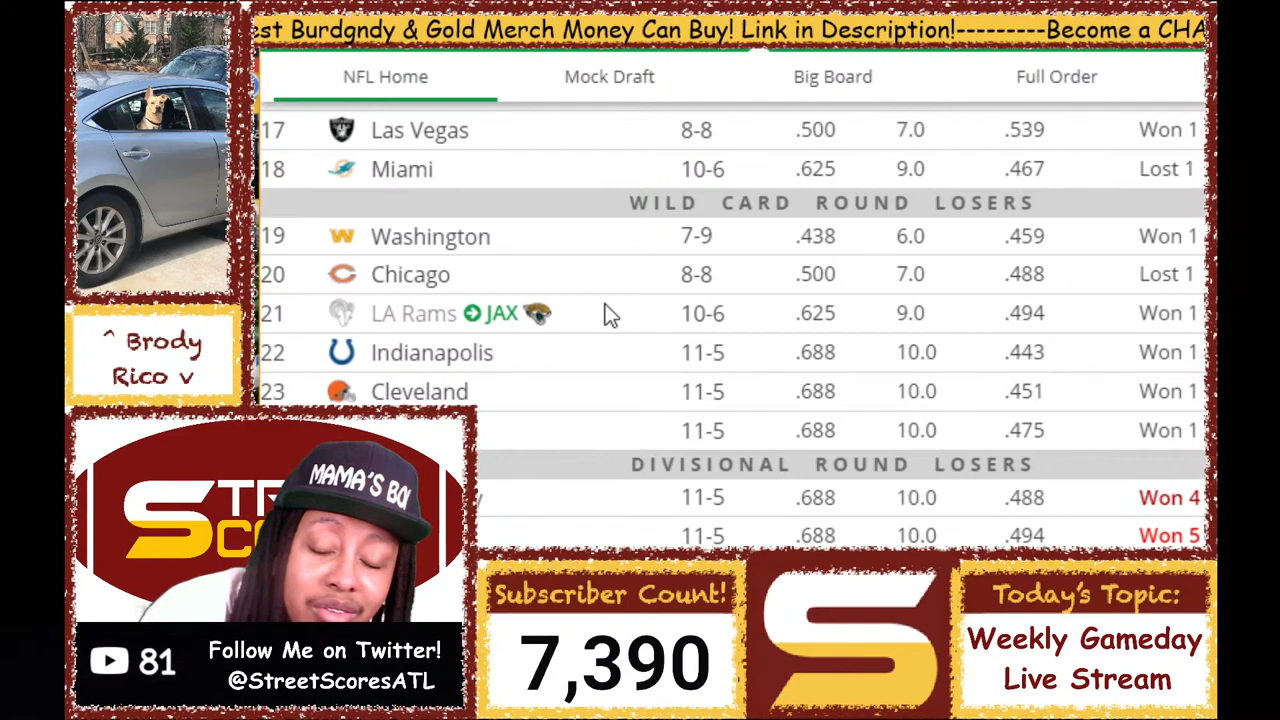 est Burdgndy & Gold Merch Money Can Buy! Link in Description!---------Become a CHA
NFL Home Mock Draft Big Board Full Order
17 Las Vegas 8-8 .500 7.0 .539 Won 1
18 Miami 10-6 .625 9.0 .467 Lost 1
WILD CARD ROUND LOSERS
19 W Washington 7-9 .438 6.0 .459 Won 1
20 Chicago 8-8 .500 7.0 .488 Lost 1
21 LA Rams JAX 10-6 .625 9.0 .494 Won 1
22 Indianapolis 11-5 .688 10.0 .443 Won 1
23 Cleveland 11-5 .688 10.0 .451 Won 1
11-5 .688 10.0 .475 Won 1
DIVISIONAL ROUND LOSERS
11-5 .688 10.0 .488 Won 4
11-5 .688 10.0 .494 Won 5
^ Brody
Rico v
STR
SCO
MAMA'S BOY
81
Follow Me on Twitter!
@StreetScoresATL
Subscriber Count!
7,390
S
Today's Topic:
Weekly Gameday
Live Stream